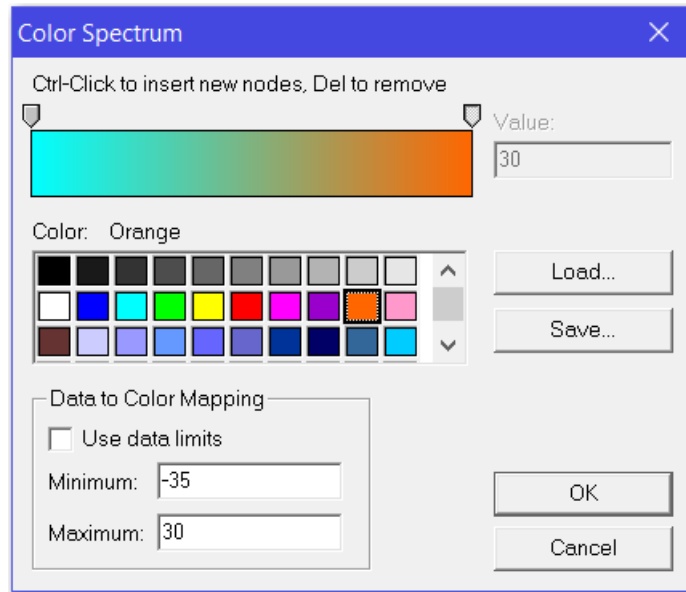 Color Spectrum
Ctrl-Click to insert new nodes, Del to remove
Value:
30
Color: Orange
Load...
Save...
Data to Color Mapping
Use data limits
Minimum: -35
Maximum: 30
OK
Cancel